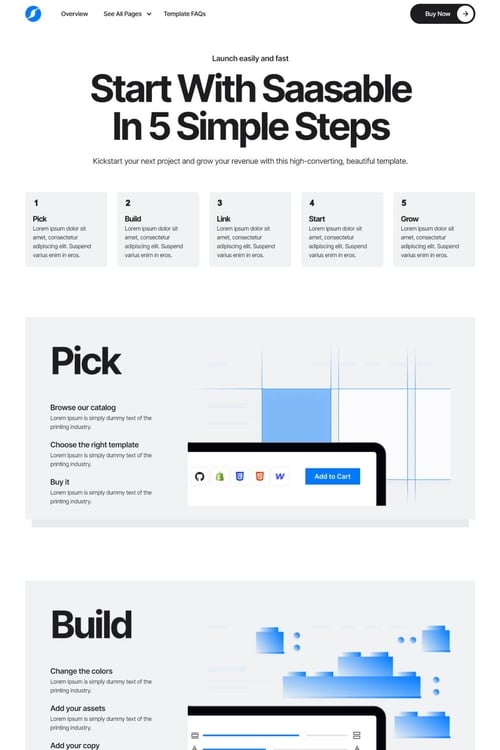 Overview
See All Pages
Template FAQs
Buy Now
Launch easily and fast
Start With Saasable
In 5 Simple Steps
Kickstart your next project and grow your revenue with this high-converting, beautiful template.
1
Pick
Lorem ipsum dolor sit
amet, consectetur
adipiscing elit. Suspend
varius enim in eros.
2
Build
Lorem ipsum dolor sit
amet, consectetur
adipiscing elit. Suspend
varius enim in eros.
3
Link
Lorem ipsum dolor sit
amet, consectetur
adipiscing elit. Suspend
varius enim in eros.
4
Start
Lorem ipsum dolor sit
amet, consectetur
adipiscing elit. Suspend
varius enim in eros.
5
Grow
Lorem ipsum dolor sit
amet, consectetur
adipiscing elit. Suspend
varius enim in eros.
Pick
Browse our catalog
Lorem Ipsum is simply dummy text of the
printing industry.
Choose the right template
Lorem Ipsum is simply dummy text of the
printing industry.
Buy it
Lorem Ipsum is simply dummy text of the
printing industry.
Add to Cart
Build
Change the colors
Lorem Ipsum is simply dummy text of the
printing industry.
Add your assets
Lorem Ipsum is simply dummy text of the
printing industry.
Add your copy